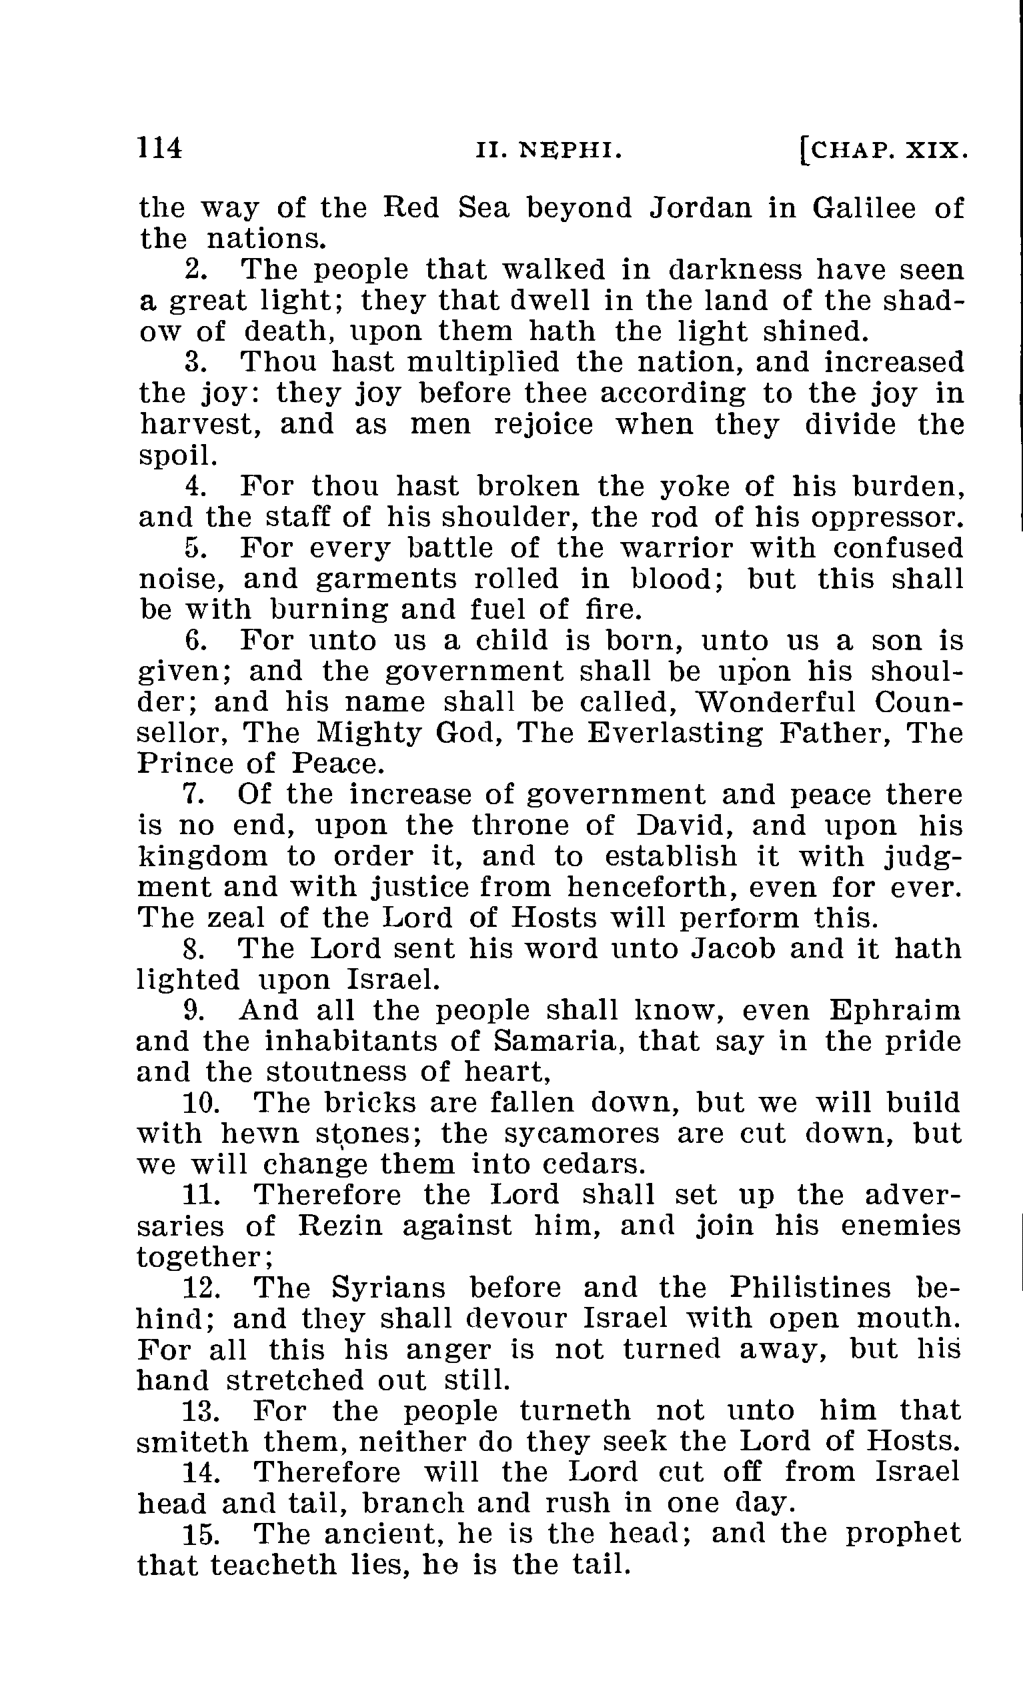 114 II. NEPHI. [CHAP. XIX.
the way of the Red Sea beyond Jordan in Galilee of
the nations.
2. The people that walked in darkness have seen
a great light; they that dwell in the land of the shad-
ow of death, upon them hath the light shined.
3. Thou hast multiplied the nation, and increased
the joy: they joy before thee according to the joy in
harvest, and as men rejoice when they divide the
spoil.
4. For thou hast broken the yoke of his burden,
and the staff of his shoulder, the rod of his oppressor.
5. For every battle of the warrior with confused
noise, and garments rolled in blood; but this shall
be with burning and fuel of fire.
6. For unto us a child is born, unto us a son is
given; and the government shall be upon his shoul-
der; and his name shall be called, Wonderful Coun-
sellor, The Mighty God, The Everlasting Father, The
Prince of Peace.
7. Of the increase of government and peace there
is no end, upon the throne of David, and upon his
kingdom to order it, and to establish it with judg-
ment and with justice from henceforth, even for ever.
The zeal of the Lord of Hosts will perform this.
8. The Lord sent his word unto Jacob and it hath
lighted upon Israel.
9. And all the people shall know, even Ephraim
and the inhabitants of Samaria, that say in the pride
and the stoutness of heart,
10. The bricks are fallen down, but we will build
with hewn stones; the sycamores are cut down, but
we will change them into cedars.
11. Therefore the Lord shall set up the adver-
saries of Rezin against him, and join his enemies
together;
12. The Syrians before and the Philistines be-
hind; and they shall devour Israel with open mouth.
For all this his anger is not turned away, but his
hand stretched out still.
13. For the people turneth not unto him that
smiteth them, neither do they seek the Lord of Hosts.
14. Therefore will the Lord cut off from Israel
head and tail, branch and rush in one day.
15. The ancient, he is the head; and the prophet
that teacheth lies, he is the tail.